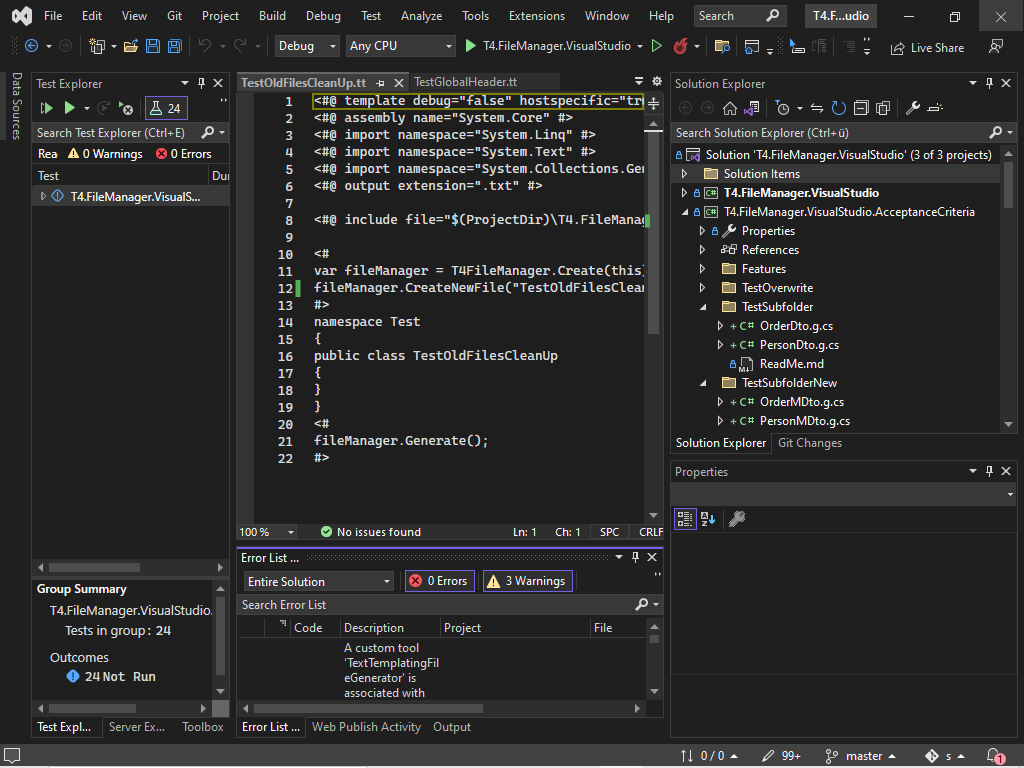 File Edit View Git Project Build Debug Test Analyze Tools Extensions Window Help Search T4.F...udio
Debug Any CPU T4.FileManager.VisualStudio Live Share
Data Sources
Test Explorer
24
Search Test Explorer (Ctrl+E)
Rea 0 Warnings 0 Errors
Test Du
T4.FileManager.VisualS...
Group Summary
T4.FileManager.VisualStudio.
Tests in group: 24
Outcomes
24 Not Run
Test Expl... Server Ex... Toolbox
TestOldFilesCleanUp.tt TestGlobalHeader.tt
1 <#@ template debug="false" hostspecific="tr
2 <#@ assembly name="System.Core" #>
3 <#@ import namespace="System.Linq" #>
4 <#@ import namespace="System.Text" #>
5 <#@ import namespace="System.Collections.Gen
6 <#@ output extension=".txt" #>
7
8 <#@ include file="$(ProjectDir)\T4.FileMana
9
10 <#
11 var fileManager = T4FileManager.Create(this)
12 fileManager.CreateNewFile("TestOldFilesClean
13 #>
14 namespace Test
15 {
16 public class TestOldFilesCleanUp
17 {
18 }
19 }
20 <#
21 fileManager.Generate();
22 #>
100 % No issues found Ln: 1 Ch: 1 SPC CRLF
Error List ...
Entire Solution 0 Errors 3 Warnings
Search Error List
Code Description Project File
A custom tool
'TextTemplatingFil
eGenerator' is
associated with
Error List ... Web Publish Activity Output
Solution Explorer
Search Solution Explorer (Ctrl+ü)
Solution 'T4.FileManager.VisualStudio' (3 of 3 projects)
Solution Items
C# T4.FileManager.VisualStudio
C# T4.FileManager.VisualStudio.AcceptanceCriteria
Properties
References
Features
TestOverwrite
TestSubfolder
+ C# OrderDto.g.cs
+ C# PersonDto.g.cs
M↓ ReadMe.md
TestSubfolderNew
+ C# OrderMDto.g.cs
+ C# PersonMDto.g.cs
Solution Explorer Git Changes
Properties
0 / 0 99+ master s 1